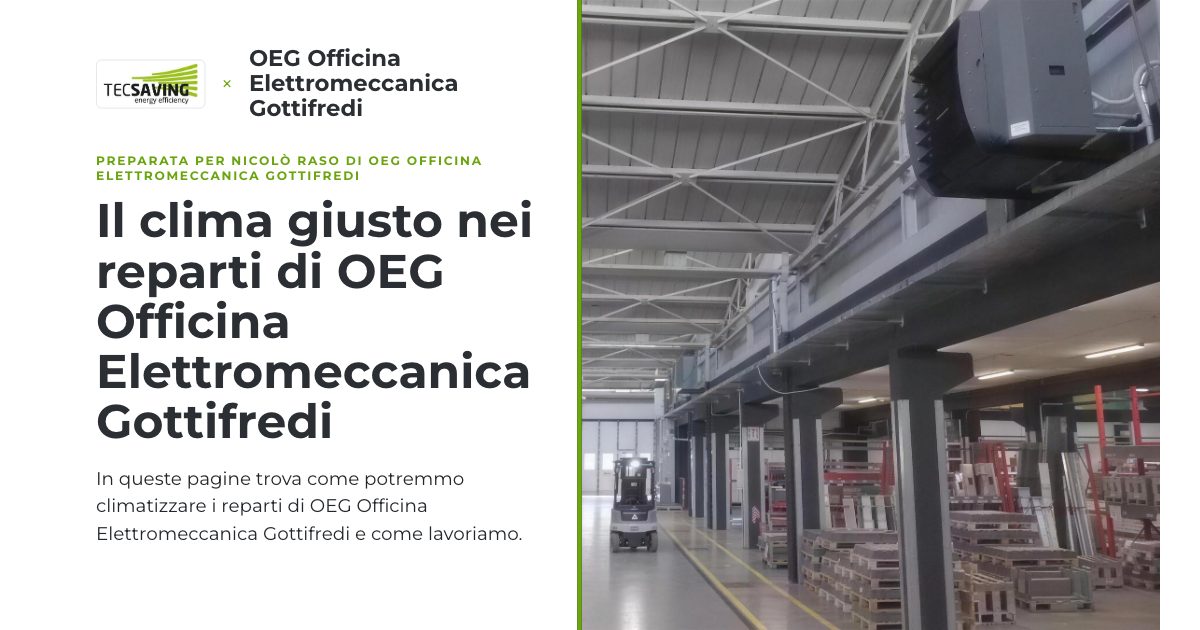 TECSAVING
energy efficiency
×
OEG Officina
Elettromeccanica
Gottifredi
PREPARATA PER NICOLÒ RASO DI OEG OFFICINA
ELETTROMECCANICA GOTTIFREDI
Il clima giusto nei
reparti di OEG
Officina
Elettromeccanica
Gottifredi
In queste pagine trova come potremmo
climatizzare i reparti di OEG Officina
Elettromeccanica Gottifredi e come lavoriamo.